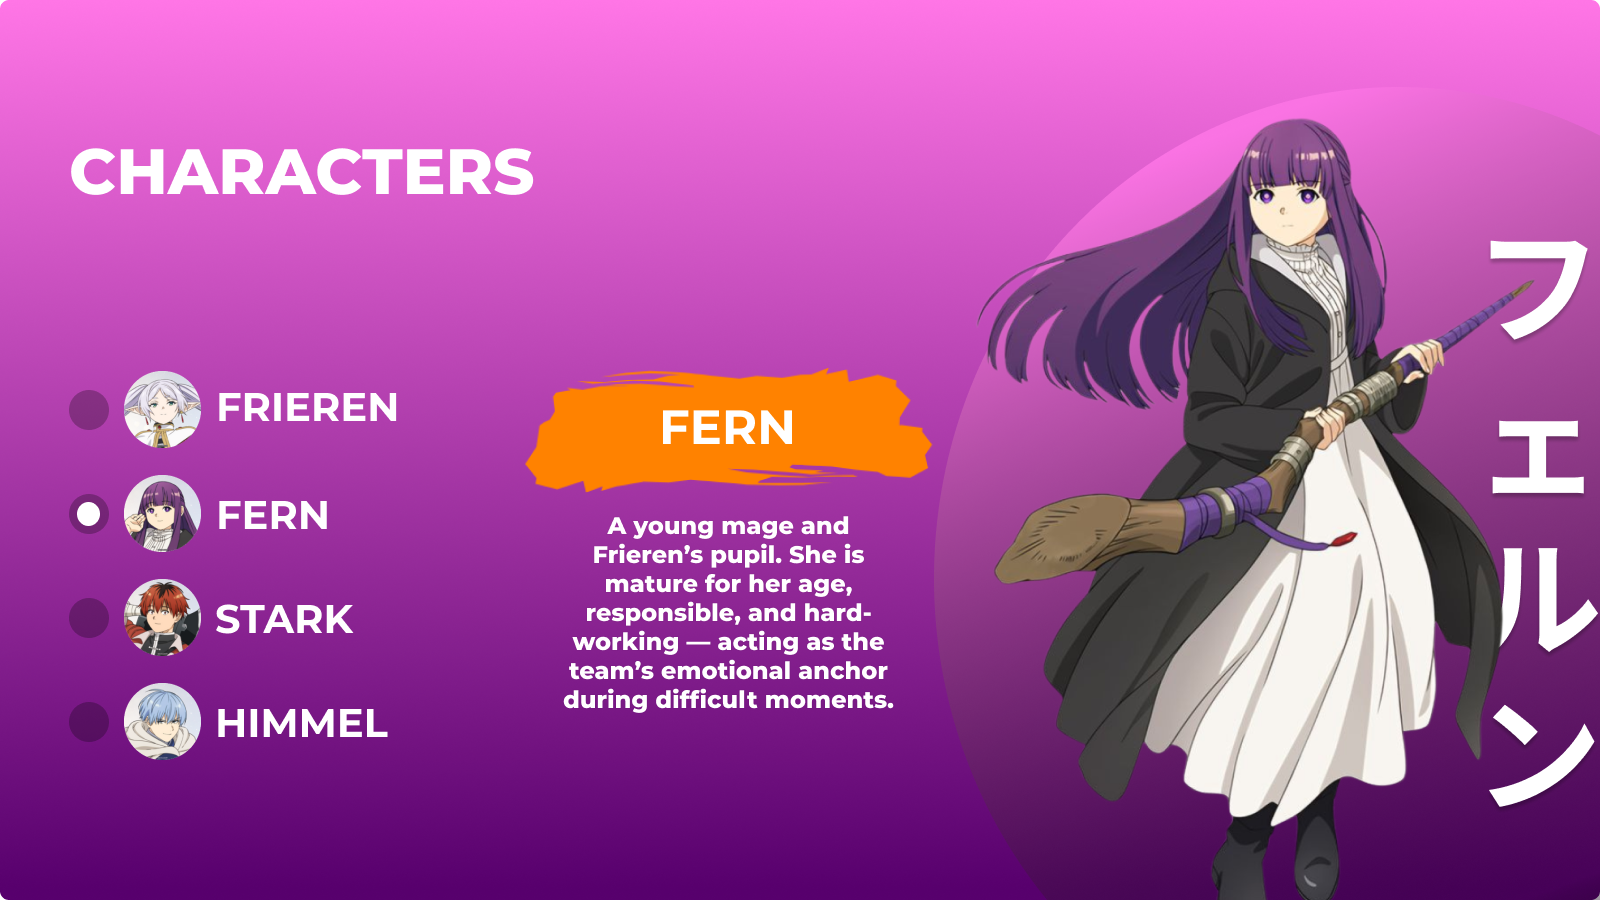 CHARACTERS
FRIEREN
FERN
STARK
HIMMEL
FERN
A young mage and
Frieren’s pupil. She is
mature for her age,
responsible, and hard-
working — acting as the
team’s emotional anchor
during difficult moments.
フェルン